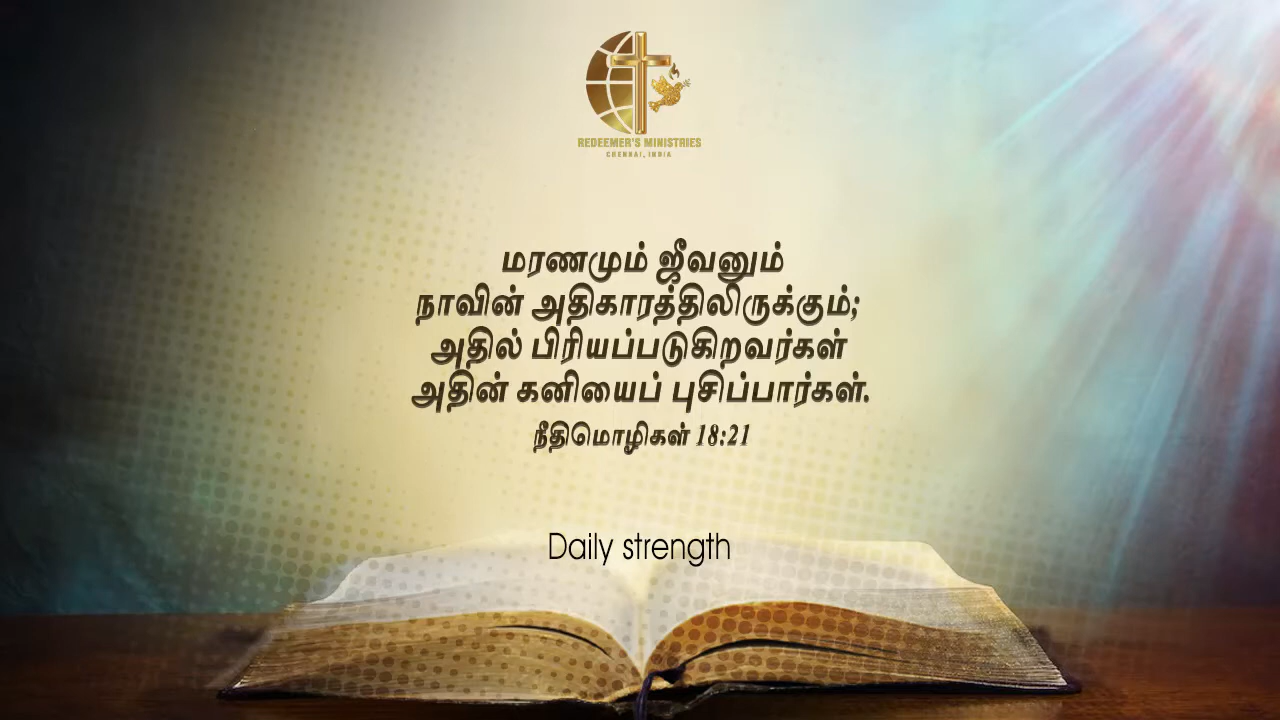 REDEEMER'S MINISTRIES
CHENNAI, INDIA
மரணமும் ஜீவனும்
நாவின் அதிகாரத்திலிருக்கும்;
அதில் பிரியப்படுகிறவர்கள்
அதின் கனியைப் புசிப்பார்கள்.
நீதிமொழிகள் 18:21
Daily strength